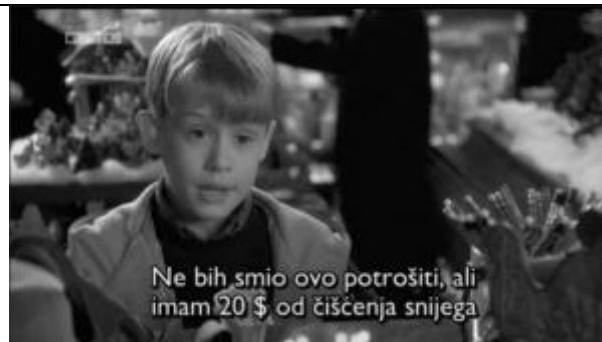 Ne bih smio ovo potrošiti, ali
imam 20 $ od čišćenja snijega